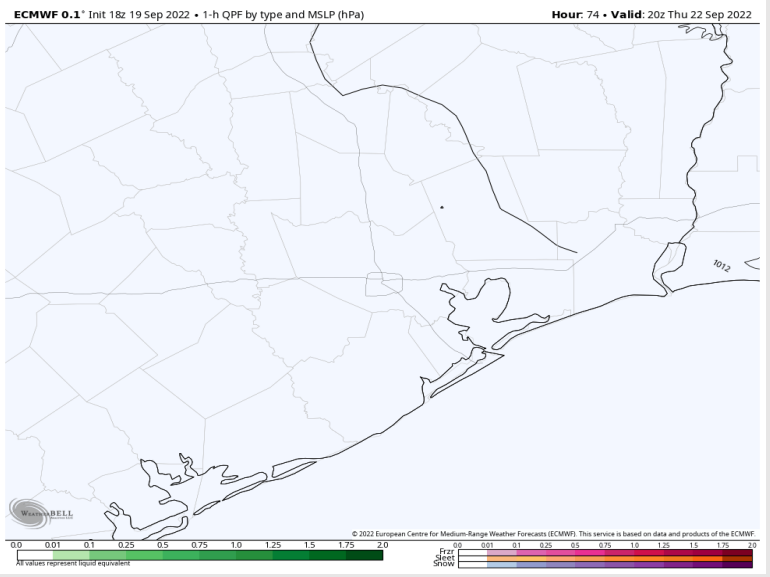 ECMWF 0.1° Init 18z 19 Sep 2022 • 1-h QPF by type and MSLP (hPa) Hour: 74 • Valid: 20z Thu 22 Sep 2022
1012
WeatherBELL
© 2022 European Centre for Medium-Range Weather Forecasts (ECMWF). This service is based on data and products of the ECMWF.
0.0 0.01 0.1 0.25 0.5 0.75 1.0 1.25 1.5 1.75 2.0
All values represent liquid equivalent
0.0 0.01 0.1 0.25 0.5 0.75 1.0 1.25 1.5 1.75 2.0
Frzr
Sleet
Snow